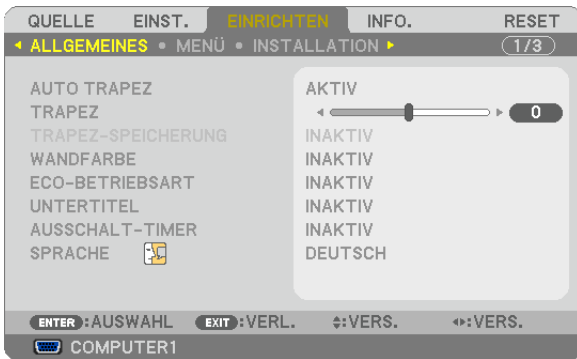 QUELLE EINST. EINRICHTEN INFO. RESET
ALLGEMEINES • MENÜ • INSTALLATION 1/3
AUTO TRAPEZ AKTIV
TRAPEZ 0
TRAPEZ-SPEICHERUNG INAKTIV
WANDFARBE INAKTIV
ECO-BETRIEBSART INAKTIV
UNTERTITEL INAKTIV
AUSSCHALT-TIMER INAKTIV
SPRACHE DEUTSCH
ENTER :AUSWAHL EXIT :VERL. :VERS. :VERS.
COMPUTER1